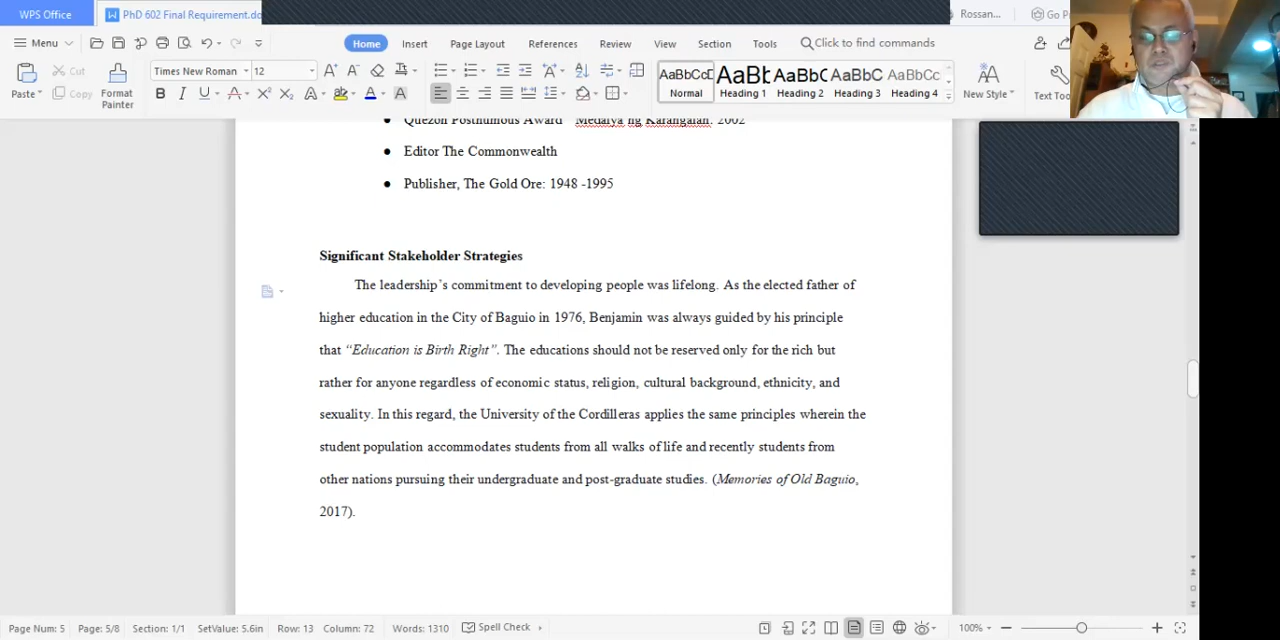 WPS Office
PhD 602 Final Requirement.do
Rossan...
Go P
Menu
Home
Insert
Page Layout
References
Review
View
Section
Tools
Click to find commands
Paste
Cut
Copy
Format
Painter
Times New Roman
12
AaBbCcD
Normal
AaBb
Heading 1
AaBbC
Heading 2
AaBbC
Heading 3
AaBbC
Heading 4
New Style
Text Too
Quezon Posthumous Award Medalya ng Karangalan: 2002
● Editor The Commonwealth
● Publisher, The Gold Ore: 1948 -1995
Significant Stakeholder Strategies
The leadership's commitment to developing people was lifelong. As the elected father of
higher education in the City of Baguio in 1976, Benjamin was always guided by his principle
that “Education is Birth Right”. The educations should not be reserved only for the rich but
rather for anyone regardless of economic status, religion, cultural background, ethnicity, and
sexuality. In this regard, the University of the Cordilleras applies the same principles wherein the
student population accommodates students from all walks of life and recently students from
other nations pursuing their undergraduate and post-graduate studies. (Memories of Old Baguio,
2017).
Page Num: 5
Page: 5/8
Section: 1/1
SetValue: 5.6in
Row: 13
Column: 72
Words: 1310
Spell Check
100%